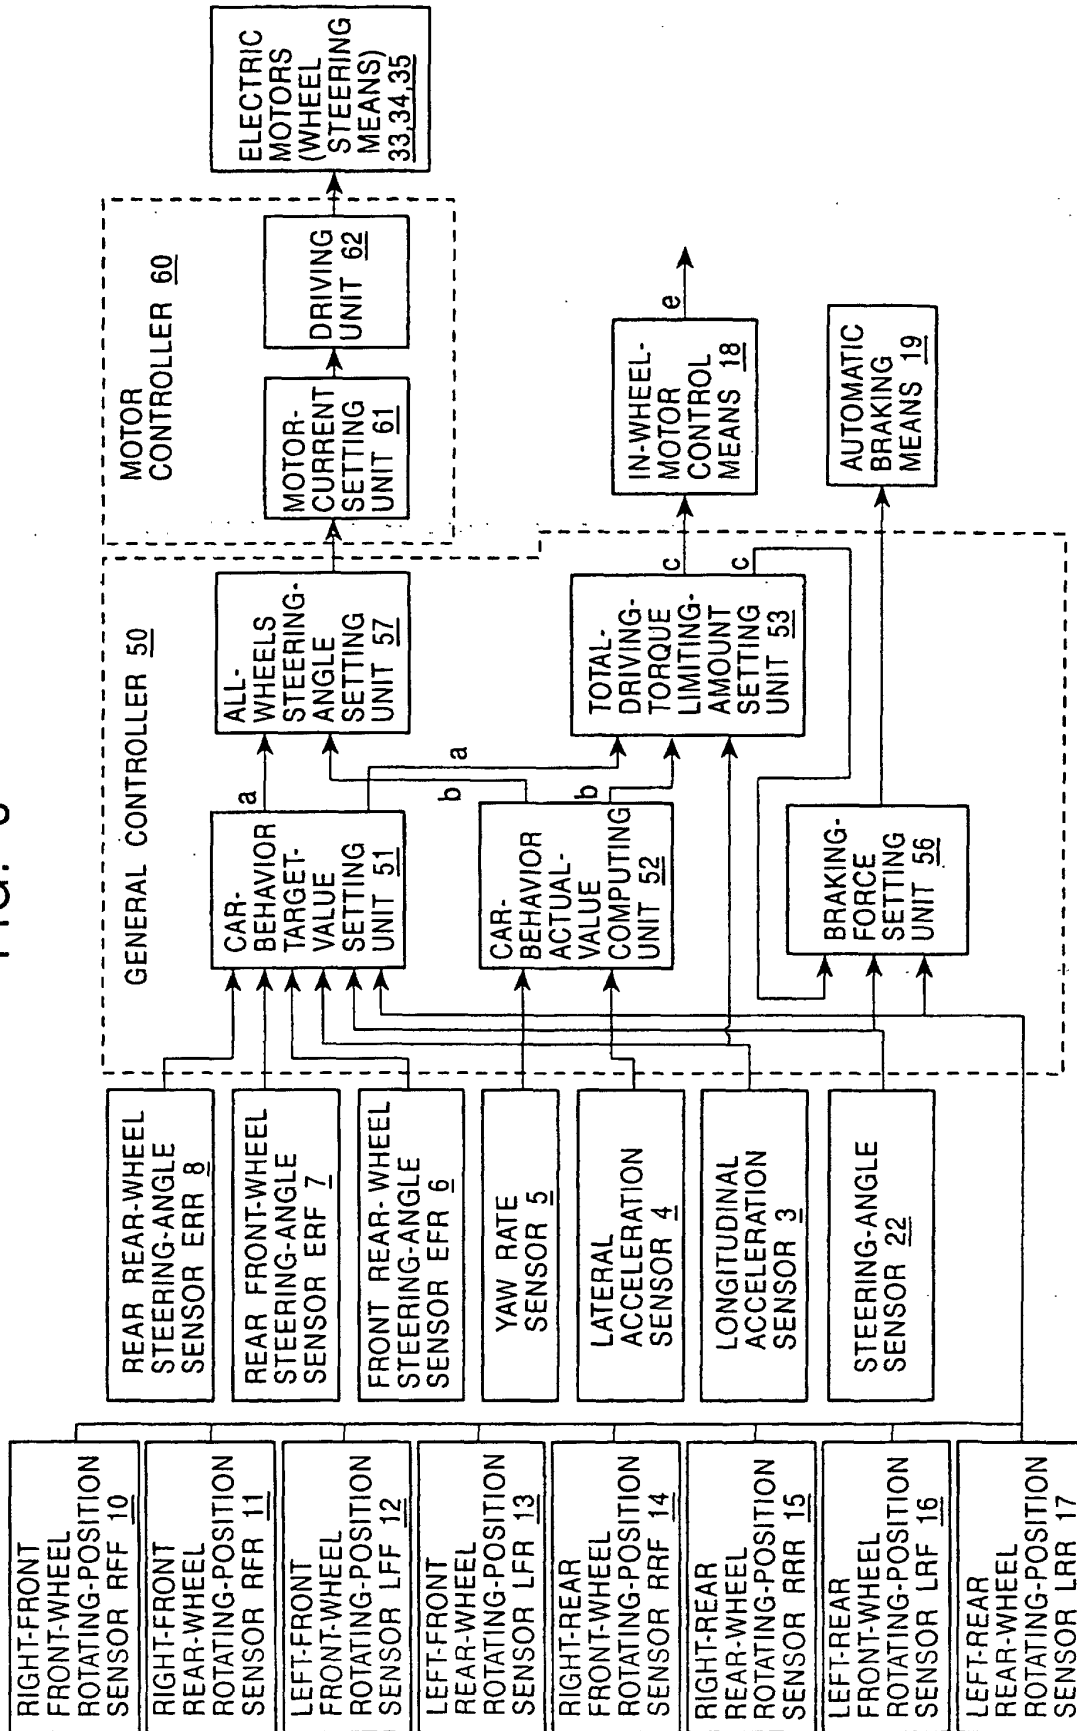 GENERAL CONTROLLER 50
MOTOR
CONTROLLER 60
RIGHT-FRONT
FRONT-WHEEL
ROTATING-POSITION
SENSOR RFF 10
RIGHT-FRONT
REAR-WHEEL
ROTATING-POSITION
SENSOR RFR 11
LEFT-FRONT
FRONT-WHEEL
ROTATING-POSITION
SENSOR LFF 12
LEFT-FRONT
REAR-WHEEL
ROTATING-POSITION
SENSOR LFR 13
RIGHT-REAR
FRONT-WHEEL
ROTATING-POSITION
SENSOR RRF 14
RIGHT-REAR
REAR-WHEEL
ROTATING-POSITION
SENSOR RRR 15
LEFT-REAR
FRONT-WHEEL
ROTATING-POSITION
SENSOR LRF 16
LEFT-REAR
REAR-WHEEL
ROTATING-POSITION
SENSOR LRR 17
REAR REAR-WHEEL
STEERING-ANGLE
SENSOR ERR 8
REAR FRONT-WHEEL
STEERING-ANGLE
SENSOR ERF 7
FRONT REAR-WHEEL
STEERING-ANGLE
SENSOR EFR 6
YAW RATE
SENSOR 5
LATERAL
ACCELERATION
SENSOR 4
LONGITUDINAL
ACCELERATION
SENSOR 3
STEERING-ANGLE
SENSOR 22
CAR-
BEHAVIOR
TARGET-
VALUE
SETTING
UNIT 51
CAR-
BEHAVIOR
ACTUAL-
VALUE
COMPUTING
UNIT 52
BRAKING-
FORCE
SETTING
UNIT 56
a
a
b
b
ALL-
WHEELS
STEERING-
ANGLE
SETTING
UNIT 57
TOTAL-
DRIVING-
TORQUE
LIMITING-
AMOUNT
SETTING
UNIT 53
c
c
MOTOR-
CURRENT
SETTING
UNIT 61
DRIVING
UNIT 62
IN-WHEEL-
MOTOR
CONTROL
MEANS 18
e
AUTOMATIC
BRAKING
MEANS 19
ELECTRIC
MOTORS
(WHEEL
STEERING
MEANS)
33,34,35